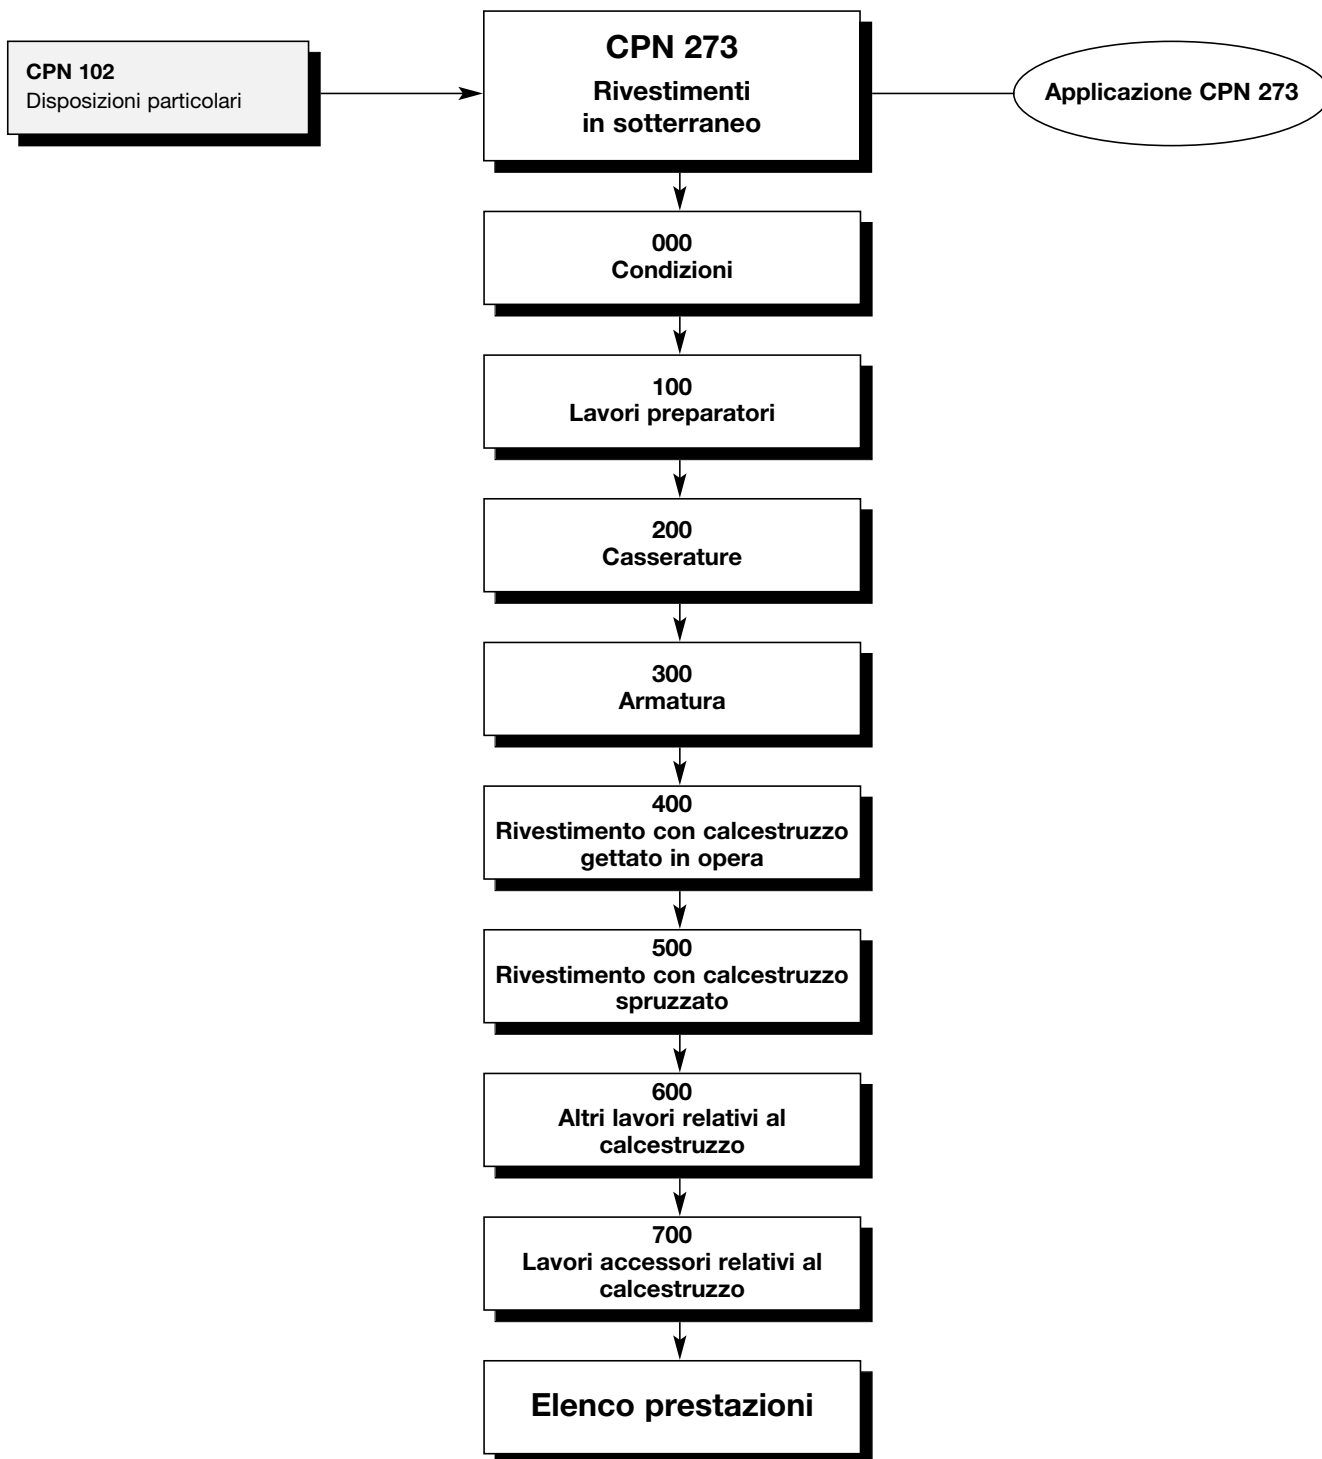 CPN 102
Disposizioni particolari
CPN 273
Rivestimenti
in sotterraneo
Applicazione CPN 273
000
Condizioni
100
Lavori preparatori
200
Casserature
300
Armatura
400
Rivestimento con calcestruzzo
gettato in opera
500
Rivestimento con calcestruzzo
spruzzato
600
Altri lavori relativi al
calcestruzzo
700
Lavori accessori relativi al
calcestruzzo
Elenco prestazioni